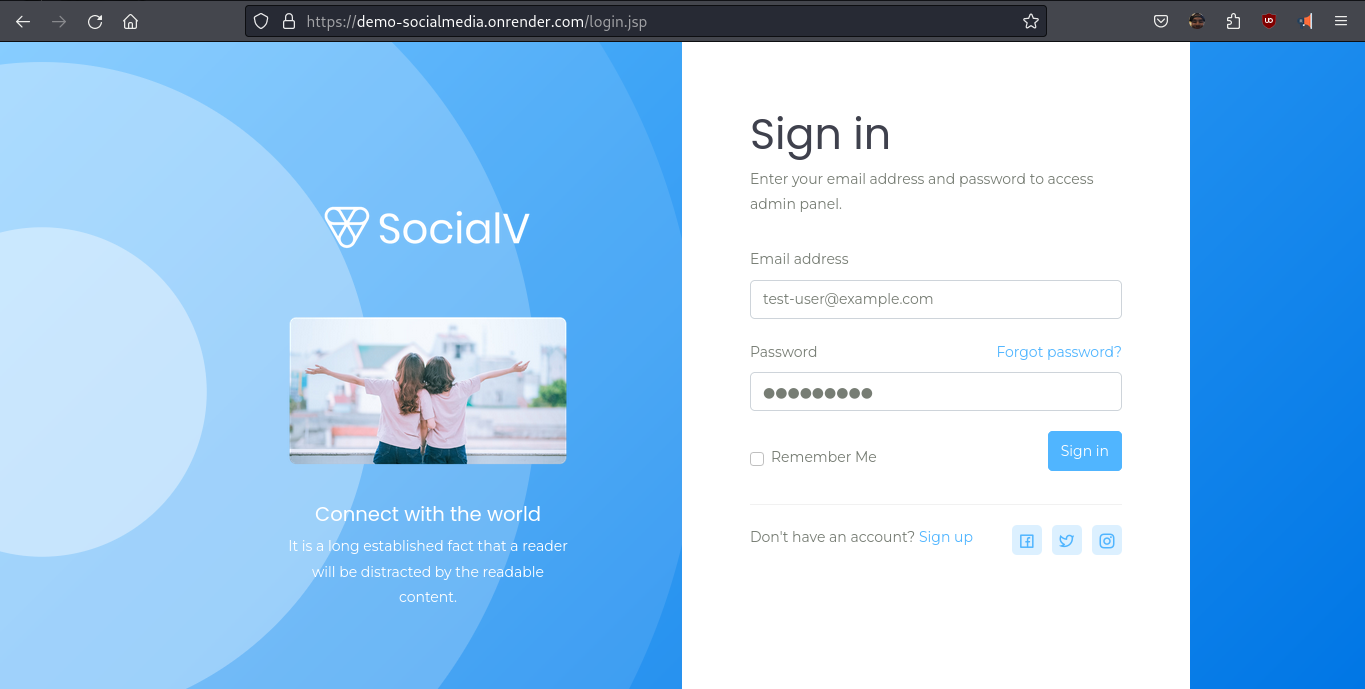 https://demo-socialmedia.onrender.com/login.jsp
SocialV
Connect with the world
It is a long established fact that a reader
will be distracted by the readable
content.
Sign in
Enter your email address and password to access
admin panel.
Email address
test-user@example.com
Password Forgot password?
●●●●●●●●●
Remember Me Sign in
Don't have an account? Sign up